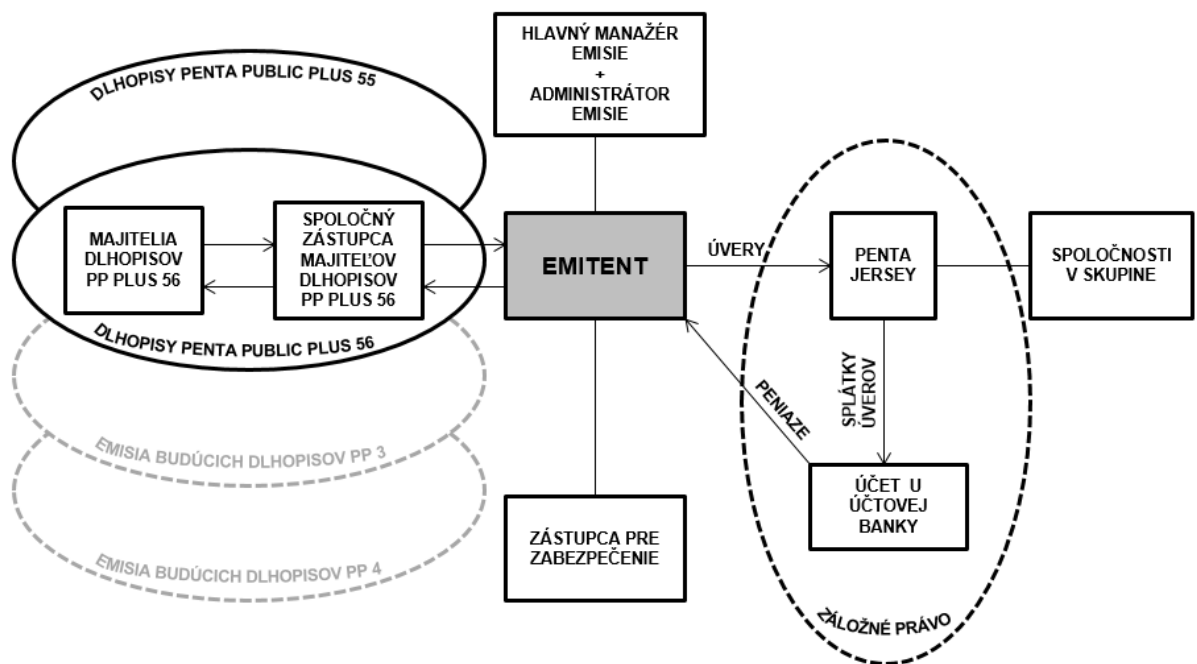 HLAVNÝ MANAŽÉR
EMISIE
+
ADMINISTRÁTOR
EMISIE
DLHOPISY PENTA PUBLIC PLUS 55
MAJITELIA
DLHOPISOV
PP PLUS 56
SPOLOČNÝ
ZÁSTUPCA
MAJITEĽOV
DLHOPISOV
PP PLUS 56
DLHOPISY PENTA PUBLIC PLUS 56
EMITENT
ÚVERY
PENTA
JERSEY
SPOLOČNOSTI
V SKUPINE
PENIAZE
SPLÁTKY
ÚVEROV
ÚČET U
ÚČTOVEJ
BANKY
ZÁLOŽNÉ PRÁVO
EMISIA BUDÚCICH DLHOPISOV PP 3
EMISIA BUDÚCICH DLHOPISOV PP 4
ZÁSTUPCA PRE
ZABEZPEČENIE